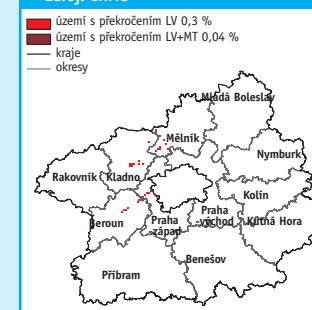 území s překročením LV 0,3 %
území s překročením LV+MT 0,04 %
kraje
okresy
Mladá Boleslav
Mělník
Nymburk
Rakovník
Kladno
Kolín
Praha
-východ
Kutná Hora
Beroun
Praha
-západ
Benešov
Příbram